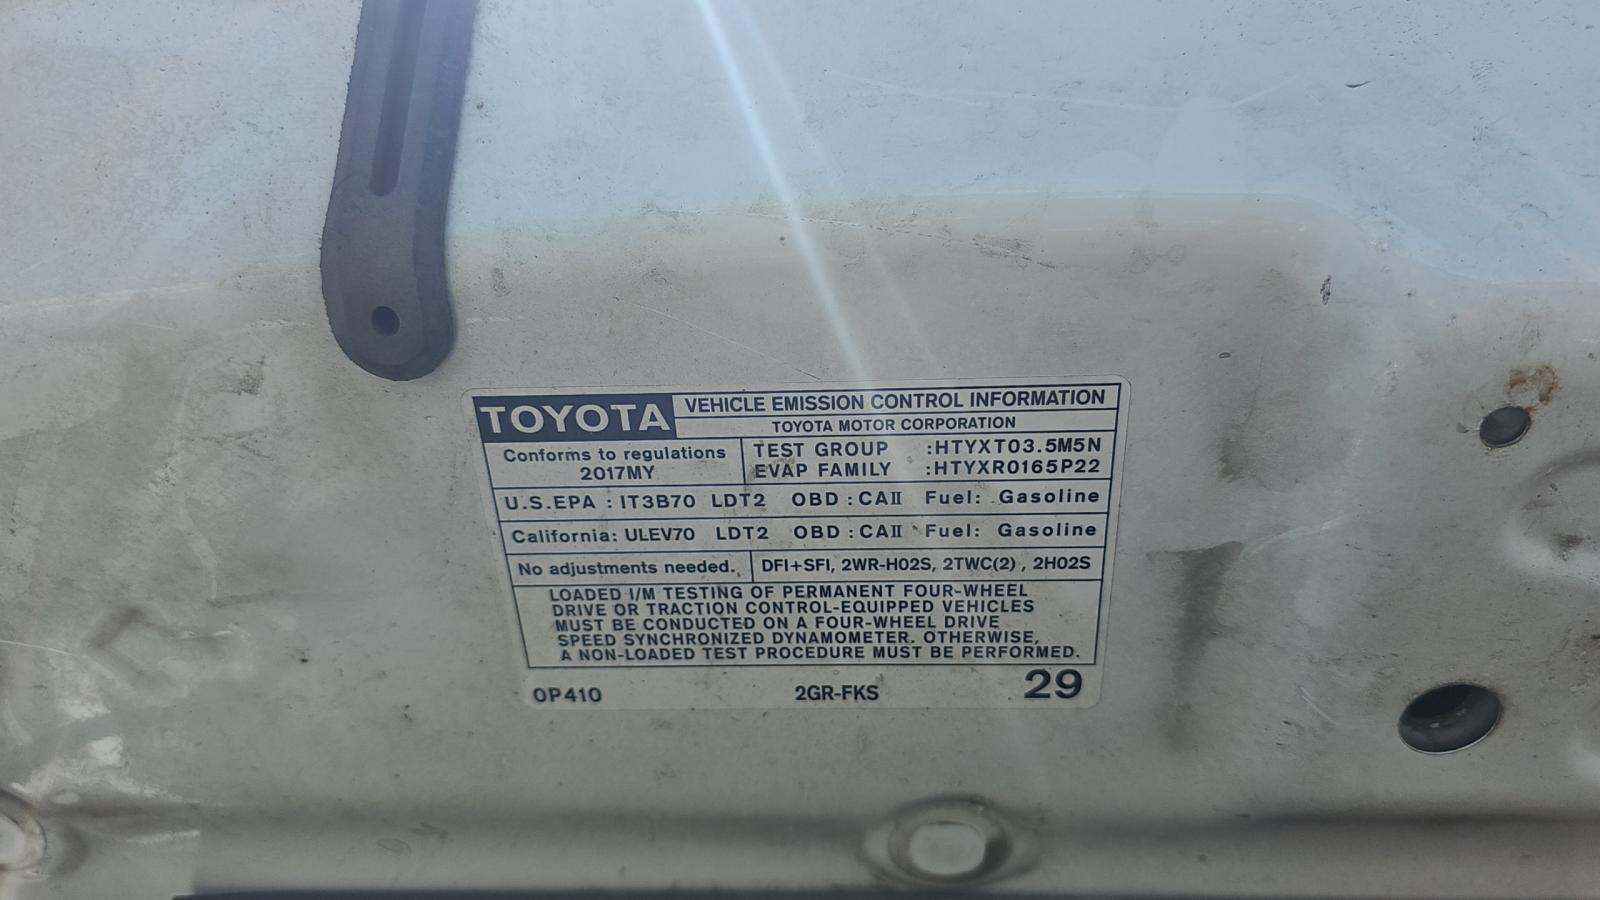 TOYOTA VEHICLE EMISSION CONTROL INFORMATION
TOYOTA MOTOR CORPORATION
Conforms to regulations
2017MY
TEST GROUP :HTYXT03.5M5N
EVAP FAMILY :HTYXR0165P22
U.S.EPA : IT3B70 LDT2 OBD : CAII Fuel: Gasoline
California: ULEV70 LDT2 OBD : CAII Fuel: Gasoline
No adjustments needed. DFI+SFI, 2WR-HO2S, 2TWC(2) , 2HO2S
LOADED I/M TESTING OF PERMANENT FOUR-WHEEL
DRIVE OR TRACTION CONTROL-EQUIPPED VEHICLES
MUST BE CONDUCTED ON A FOUR-WHEEL DRIVE
SPEED SYNCHRONIZED DYNAMOMETER. OTHERWISE,
A NON-LOADED TEST PROCEDURE MUST BE PERFORMED.
0P410 2GR-FKS 29